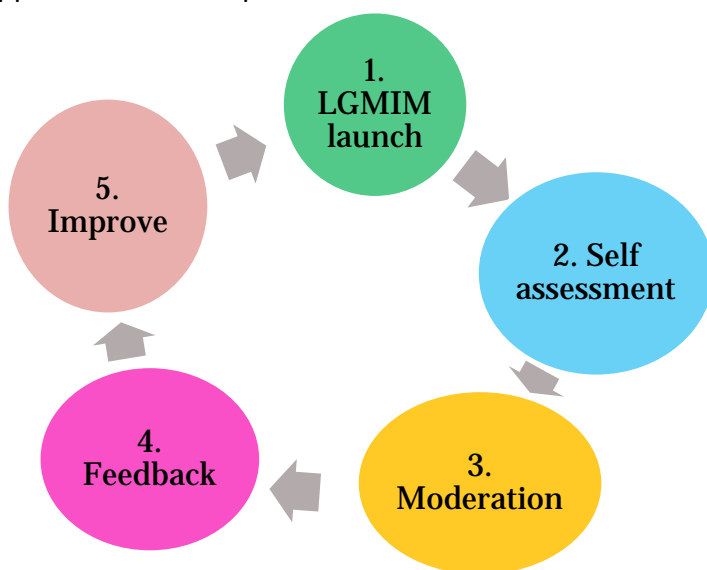 1.
LGMIM
launch
2. Self
assessment
3.
Moderation
4.
Feedback
5.
Improve